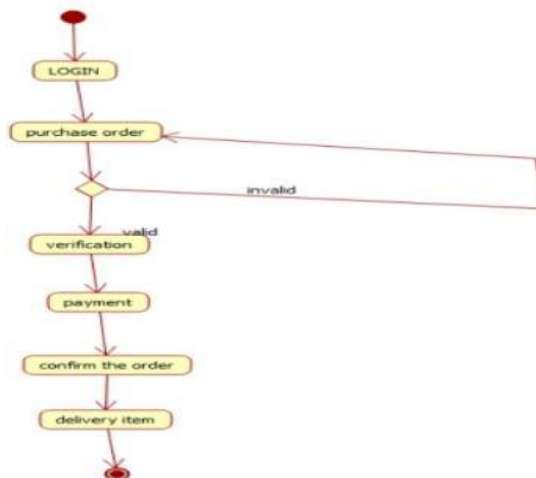 LOGIN
purchase order
invalid
valid
verification
payment
confirm the order
delivery item